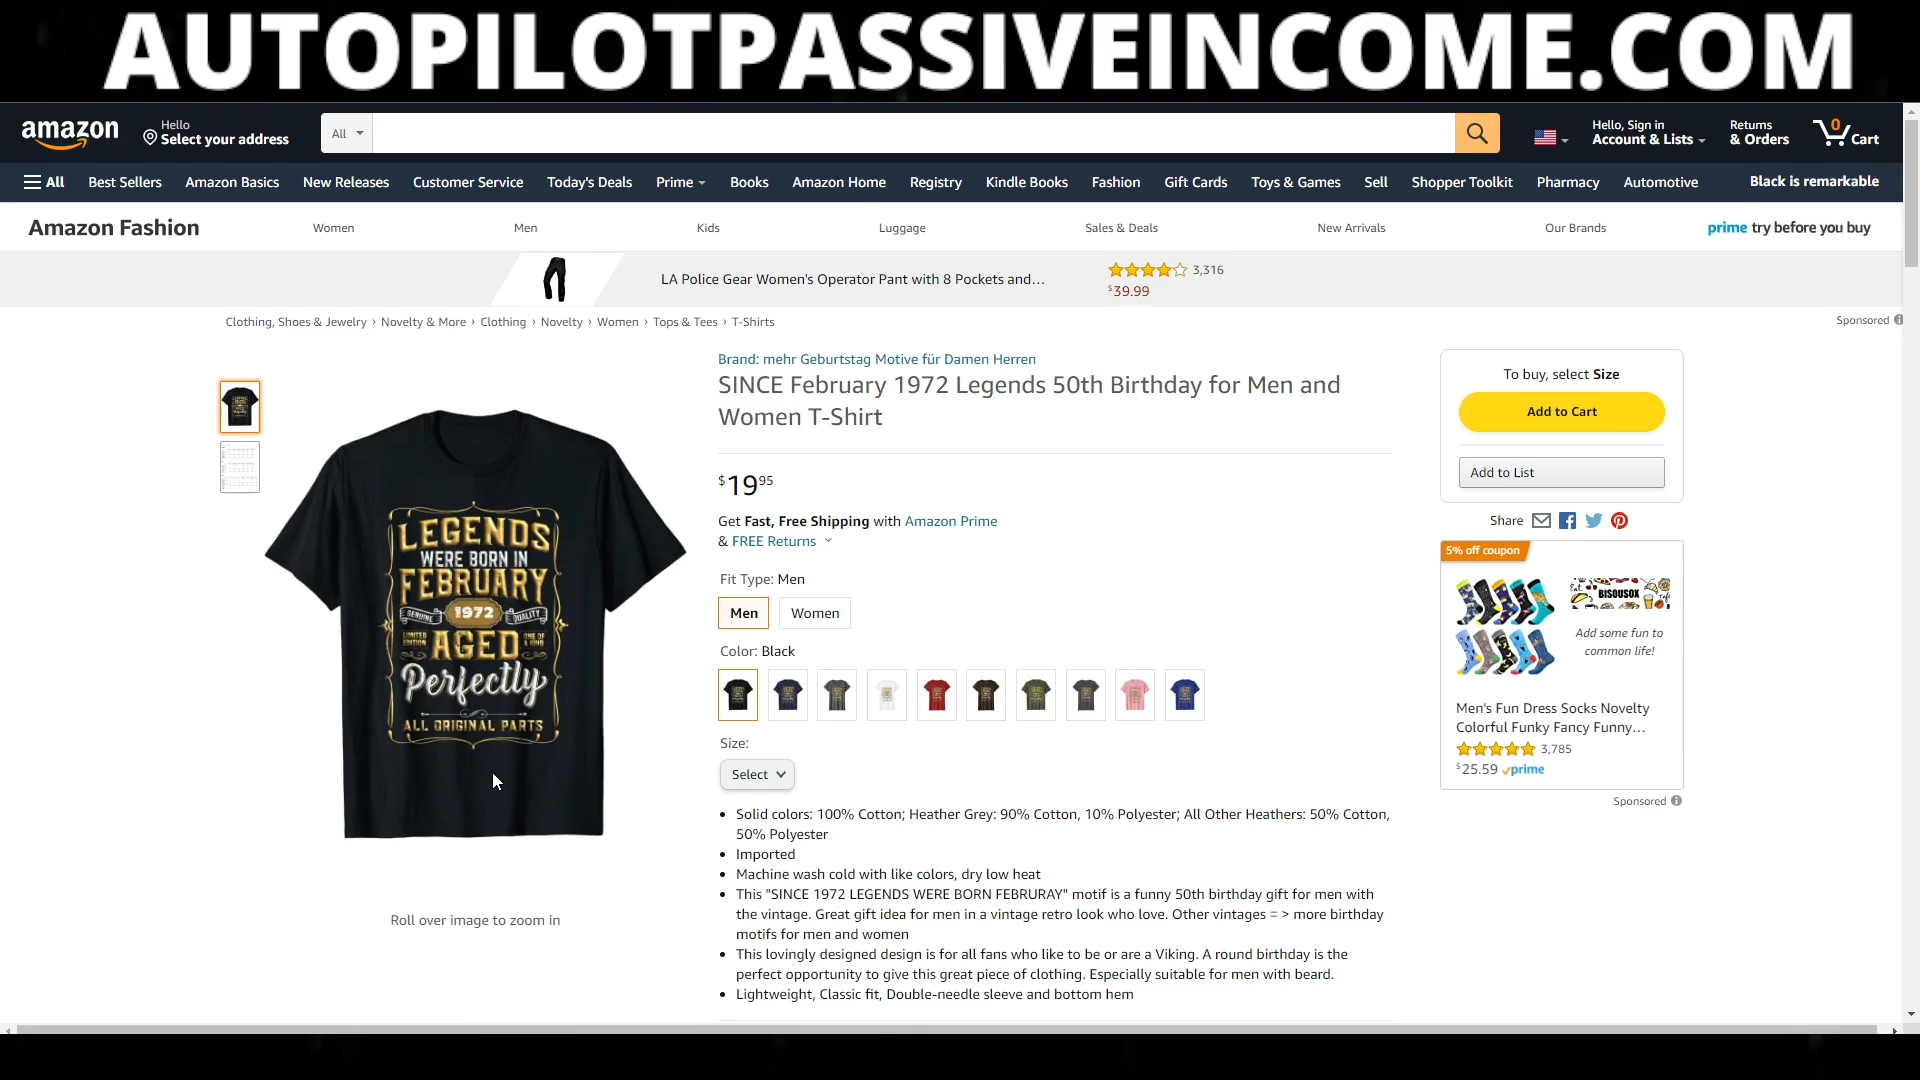 AUTOPILOTPASSIVEINCOME.COM
amazon
Hello
Select your address
All
Hello, Sign in
Account & Lists
Returns
& Orders
0
Cart
All
Best Sellers
Amazon Basics
New Releases
Customer Service
Today's Deals
Prime
Books
Amazon Home
Registry
Kindle Books
Fashion
Gift Cards
Toys & Games
Sell
Shopper Toolkit
Pharmacy
Automotive
Black is remarkable
Amazon Fashion
Women
Men
Kids
Luggage
Sales & Deals
New Arrivals
Our Brands
prime try before you buy
LA Police Gear Women's Operator Pant with 8 Pockets and...
3,316
$39.99
Clothing, Shoes & Jewelry › Novelty & More › Clothing › Novelty › Women › Tops & Tees › T-Shirts
Sponsored
LEGENDS
WERE BORN IN
FEBRUARY
GENUINE 1972 QUALITY
LIMITED EDITION AGED ONE OF A KIND
Perfectly
ALL ORIGINAL PARTS
Roll over image to zoom in
Brand: mehr Geburtstag Motive für Damen Herren
SINCE February 1972 Legends 50th Birthday for Men and
Women T-Shirt
$19.95
Get Fast, Free Shipping with Amazon Prime
& FREE Returns
Fit Type: Men
Men
Women
Color: Black
Size:
Select
• Solid colors: 100% Cotton; Heather Grey: 90% Cotton, 10% Polyester; All Other Heathers: 50% Cotton,
50% Polyester
• Imported
• Machine wash cold with like colors, dry low heat
• This "SINCE 1972 LEGENDS WERE BORN FEBRURAY" motif is a funny 50th birthday gift for men with
the vintage. Great gift idea for men in a vintage retro look who love. Other vintages = > more birthday
motifs for men and women
• This lovingly designed design is for all fans who like to be or are a Viking. A round birthday is the
perfect opportunity to give this great piece of clothing. Especially suitable for men with beard.
• Lightweight, Classic fit, Double-needle sleeve and bottom hem
To buy, select Size
Add to Cart
Add to List
Share
5% off coupon
BISOUSOX
Add some fun to
common life!
Men's Fun Dress Socks Novelty
Colorful Funky Fancy Funny...
3,785
$25.59 prime
Sponsored